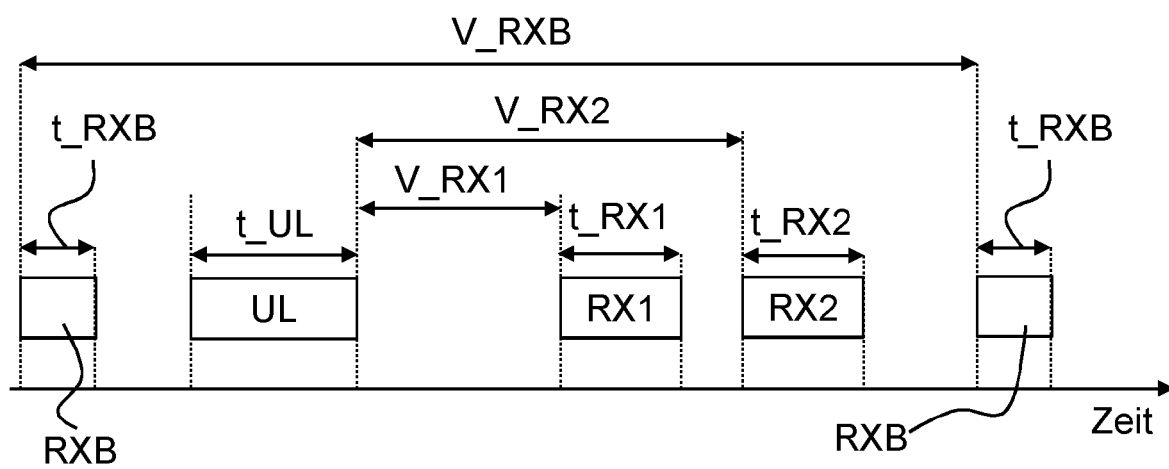 V_RXB
V_RX2
t_RXB
t_RXB
V_RX1
t_UL
t_RX1
t_RX2
UL
RX1
RX2
Zeit
RXB
RXB